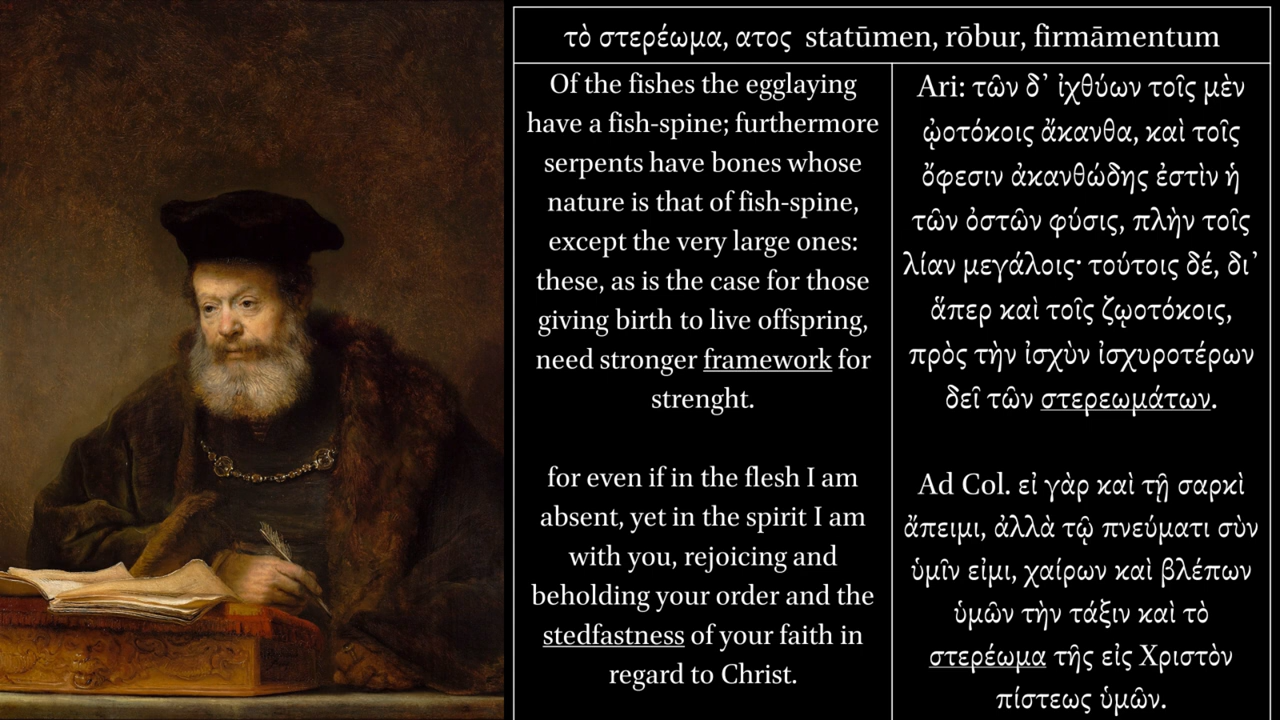 τὸ στερέωμα, ατος statūmen, rōbur, firmāmentum
Of the fishes the egglaying
have a fish-spine; furthermore
serpents have bones whose
nature is that of fish-spine,
except the very large ones:
these, as is the case for those
giving birth to live offspring,
need stronger framework for
strenght.
for even if in the flesh I am
absent, yet in the spirit I am
with you, rejoicing and
beholding your order and the
stedfastness of your faith in
regard to Christ.
Ari: τῶν δ᾽ ἰχθύων τοῖς μὲν
ᾠοτόκοις ἄκανθα, καὶ τοῖς
ὄφεσιν ἀκανθώδης ἐστὶν ἡ
τῶν ὀστῶν φύσις, πλὴν τοῖς
λίαν μεγάλοις· τούτοις δέ, δι᾽
ἅπερ καὶ τοῖς ζῳοτόκοις,
πρὸς τὴν ἰσχὺν ἰσχυροτέρων
δεῖ τῶν στερεωμάτων.
Ad Col. εἰ γὰρ καὶ τῇ σαρκὶ
ἄπειμι, ἀλλὰ τῷ πνεύματι σὺν
ὑμῖν εἰμι, χαίρων καὶ βλέπων
ὑμῶν τὴν τάξιν καὶ τὸ
στερέωμα τῆς εἰς Χριστὸν
πίστεως ὑμῶν.